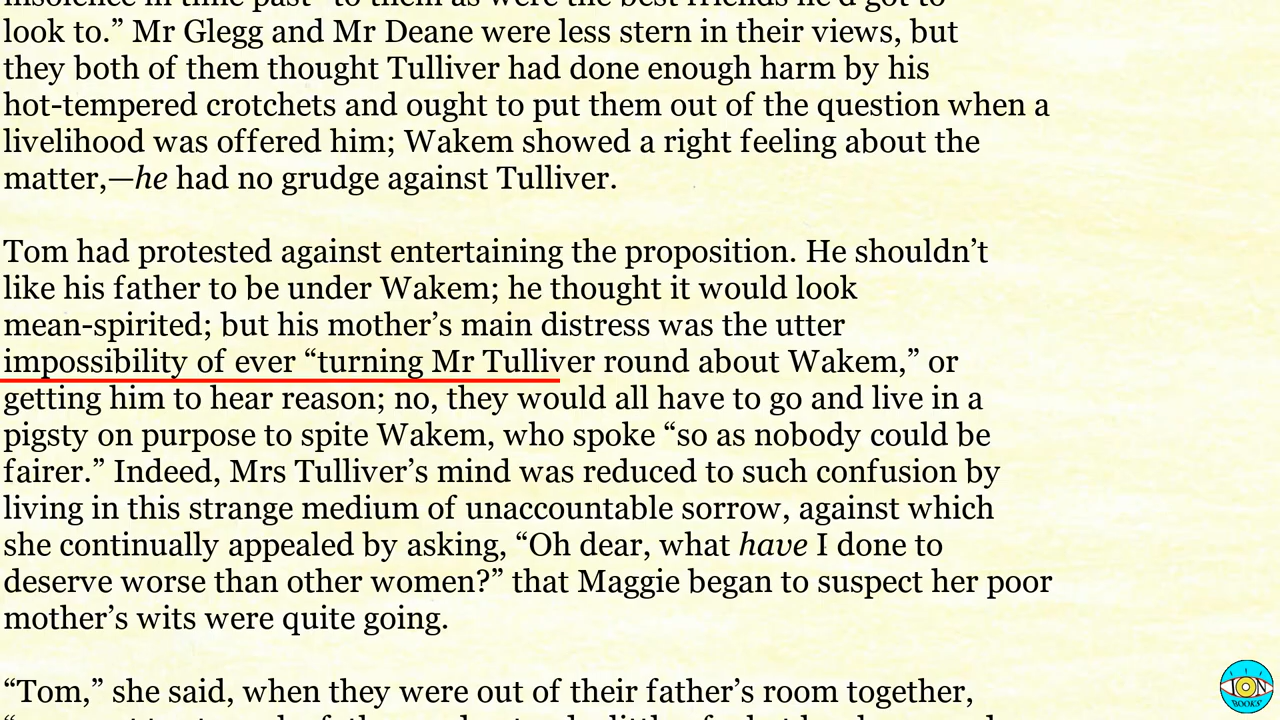 look to.” Mr Glegg and Mr Deane were less stern in their views, but
they both of them thought Tulliver had done enough harm by his
hot-tempered crotchets and ought to put them out of the question when a
livelihood was offered him; Wakem showed a right feeling about the
matter,—he had no grudge against Tulliver.
Tom had protested against entertaining the proposition. He shouldn’t
like his father to be under Wakem; he thought it would look
mean-spirited; but his mother’s main distress was the utter
impossibility of ever “turning Mr Tulliver round about Wakem,” or
getting him to hear reason; no, they would all have to go and live in a
pigsty on purpose to spite Wakem, who spoke “so as nobody could be
fairer.” Indeed, Mrs Tulliver’s mind was reduced to such confusion by
living in this strange medium of unaccountable sorrow, against which
she continually appealed by asking, “Oh dear, what have I done to
deserve worse than other women?” that Maggie began to suspect her poor
mother’s wits were quite going.
“Tom,” she said, when they were out of their father’s room together,
ION
BOOKS